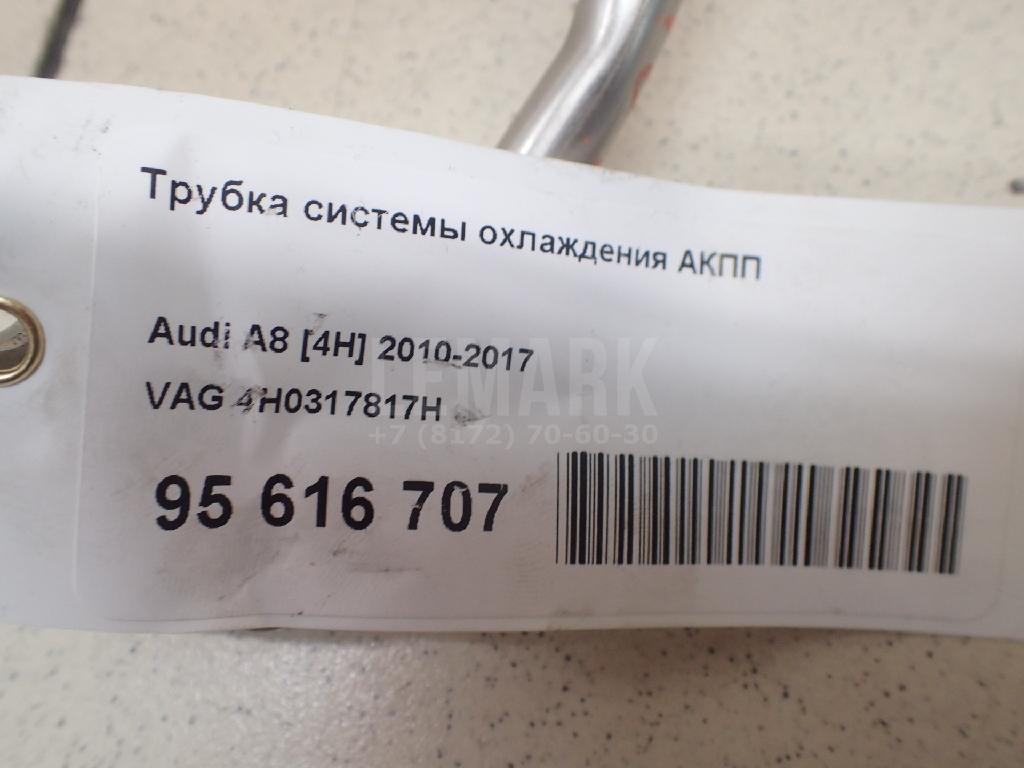 Трубка системы охлаждения АКПП
Audi A8 [4H] 2010-2017
VAG 4H0317817H
LEMARK
+7 (8172) 70-60-30
95 616 707